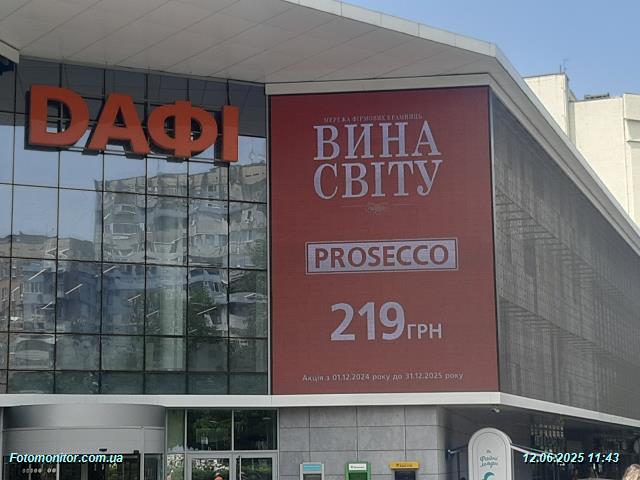 ДАФІ
МЕРЕЖА ФІРМОВИХ КРАМНИЦЬ
ВИНА
СВІТУ
PROSECCO
219 ГРН
Акція з 01.12.2024 року до 31.12.2025 року
Fotomonitor.com.ua
12.06.2025 11:43